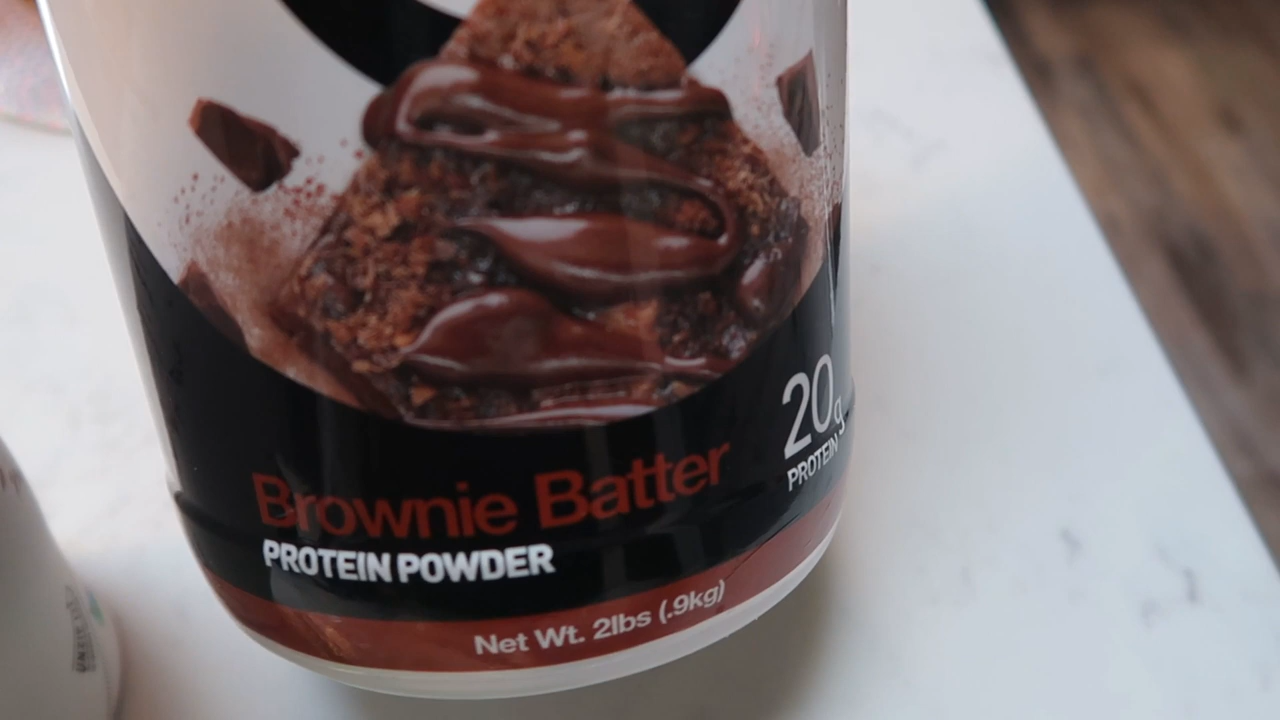 20g
PROTEIN
Brownie Batter
PROTEIN POWDER
Net Wt. 2lbs (.9kg)